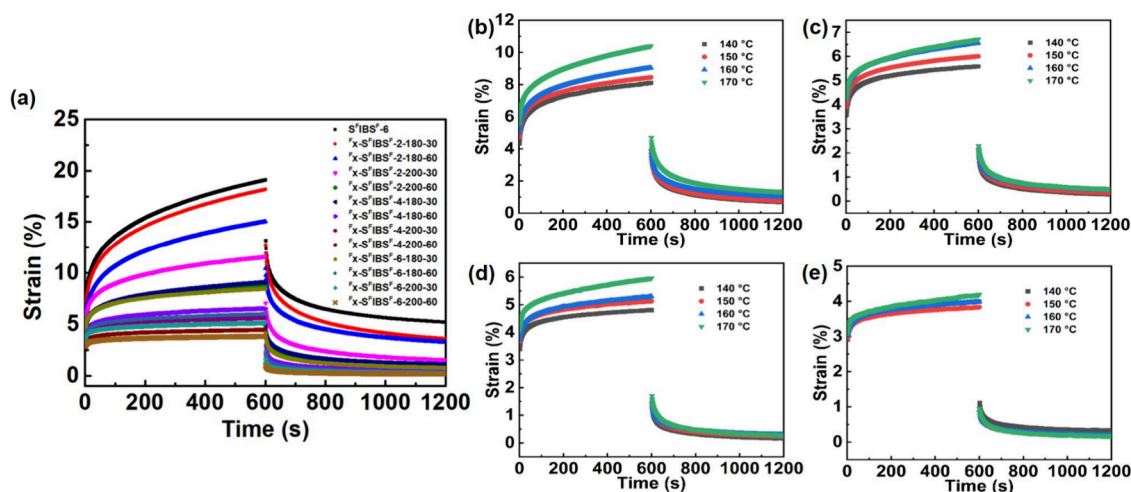 (a)
Strain (%)
25
20
15
10
5
0
0 200 400 600 800 1000 1200
Time (s)
SᶠIBSᶠ-6
ᶠx-SᶠIBSᶠ-2-180-30
ᶠx-SᶠIBSᶠ-2-180-60
ᶠx-SᶠIBSᶠ-2-200-30
ᶠx-SᶠIBSᶠ-2-200-60
ᶠx-SᶠIBSᶠ-4-180-30
ᶠx-SᶠIBSᶠ-4-180-60
ᶠx-SᶠIBSᶠ-4-200-30
ᶠx-SᶠIBSᶠ-4-200-60
ᶠx-SᶠIBSᶠ-6-180-30
ᶠx-SᶠIBSᶠ-6-180-60
ᶠx-SᶠIBSᶠ-6-200-30
ᶠx-SᶠIBSᶠ-6-200-60
(b)
Strain (%)
12
10
8
6
4
2
0
0 200 400 600 800 1000 1200
Time (s)
140 °C
150 °C
160 °C
170 °C
(c)
Strain (%)
7
6
5
4
3
2
1
0
0 200 400 600 800 1000 1200
Time (s)
140 °C
150 °C
160 °C
170 °C
(d)
Strain (%)
6
5
4
3
2
1
0
0 200 400 600 800 1000 1200
Time (s)
140 °C
150 °C
160 °C
170 °C
(e)
Strain (%)
5
4
3
2
1
0
0 200 400 600 800 1000 1200
Time (s)
140 °C
150 °C
160 °C
170 °C